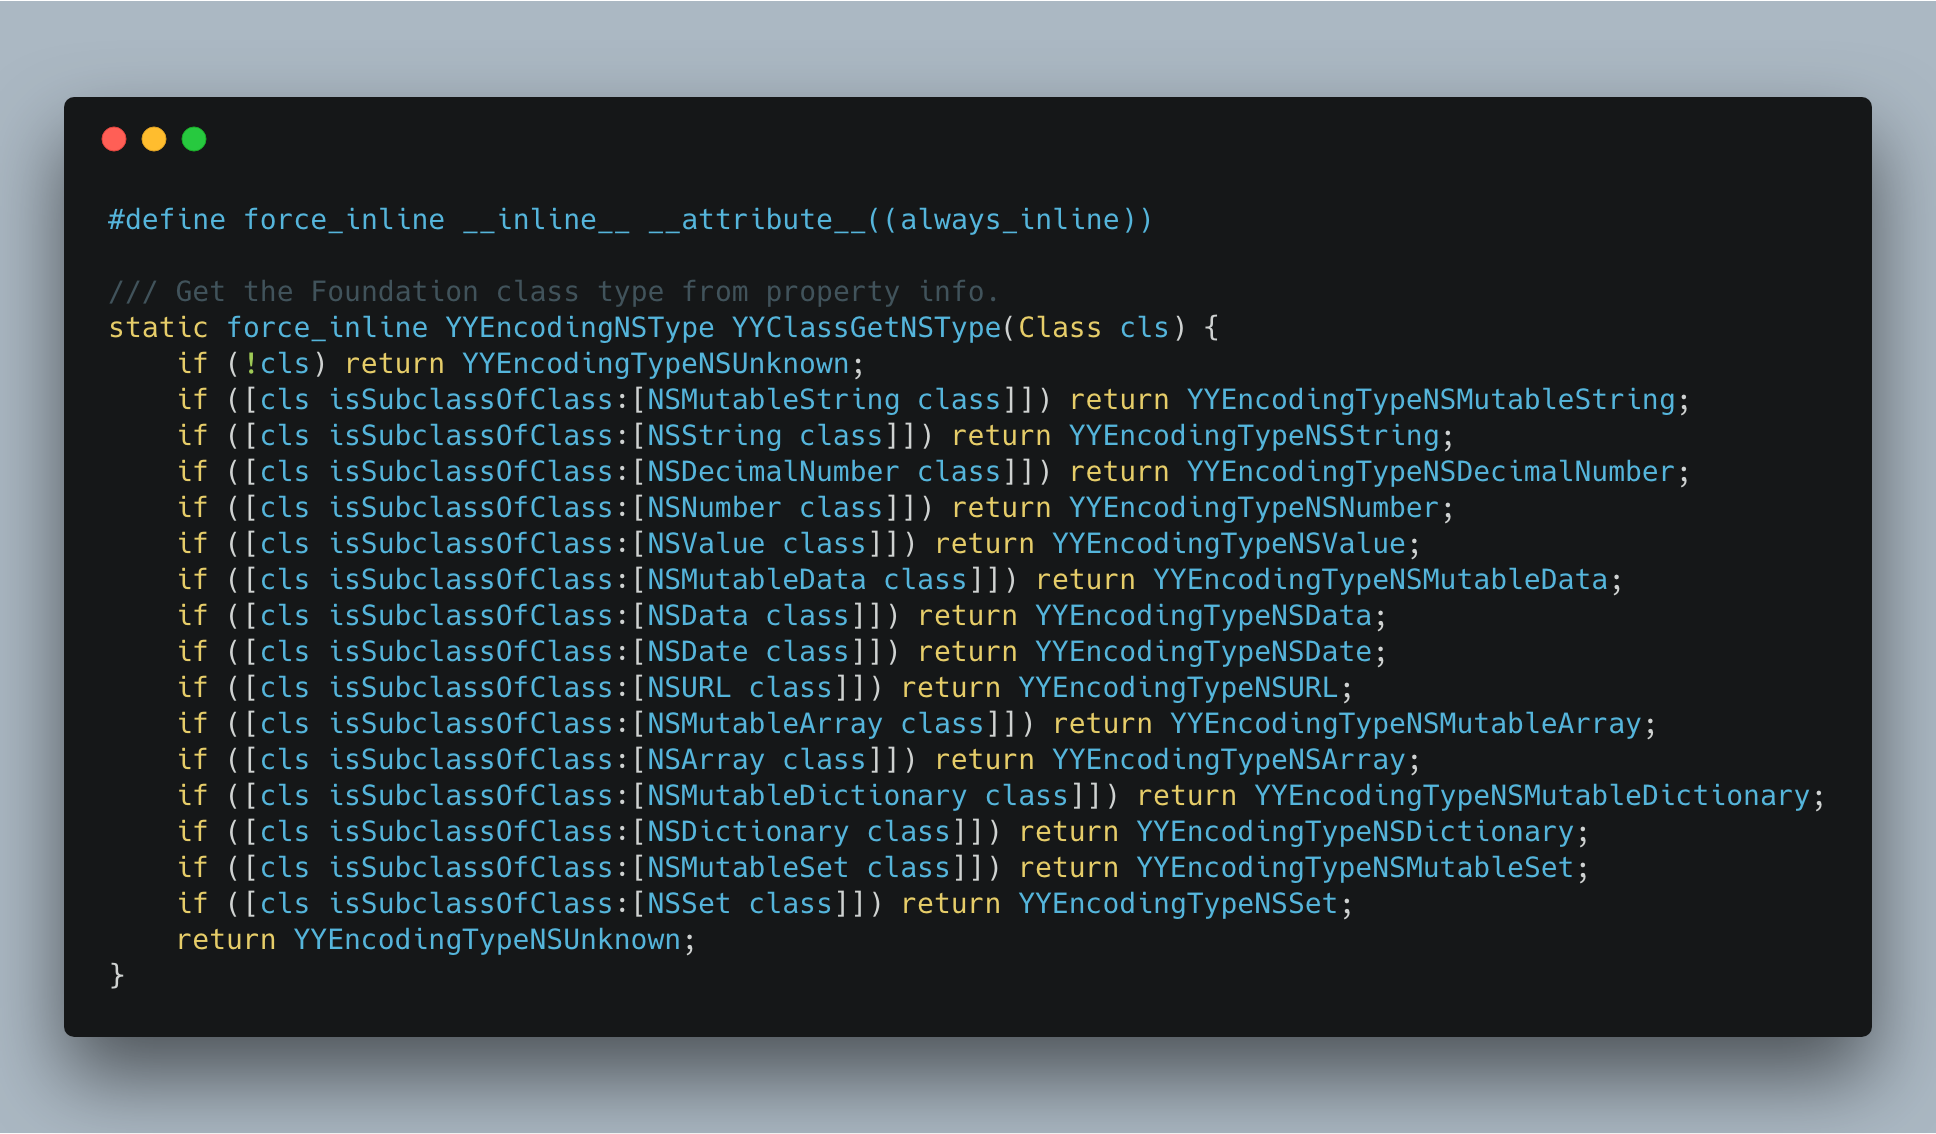 #define force_inline __inline__ __attribute__((always_inline))

/// Get the Foundation class type from property info.
static force_inline YYEncodingNSType YYClassGetNSType(Class cls) {
    if (!cls) return YYEncodingTypeNSUnknown;
    if ([cls isSubclassOfClass:[NSMutableString class]]) return YYEncodingTypeNSMutableString;
    if ([cls isSubclassOfClass:[NSString class]]) return YYEncodingTypeNSString;
    if ([cls isSubclassOfClass:[NSDecimalNumber class]]) return YYEncodingTypeNSDecimalNumber;
    if ([cls isSubclassOfClass:[NSNumber class]]) return YYEncodingTypeNSNumber;
    if ([cls isSubclassOfClass:[NSValue class]]) return YYEncodingTypeNSValue;
    if ([cls isSubclassOfClass:[NSMutableData class]]) return YYEncodingTypeNSMutableData;
    if ([cls isSubclassOfClass:[NSData class]]) return YYEncodingTypeNSData;
    if ([cls isSubclassOfClass:[NSDate class]]) return YYEncodingTypeNSDate;
    if ([cls isSubclassOfClass:[NSURL class]]) return YYEncodingTypeNSURL;
    if ([cls isSubclassOfClass:[NSMutableArray class]]) return YYEncodingTypeNSMutableArray;
    if ([cls isSubclassOfClass:[NSArray class]]) return YYEncodingTypeNSArray;
    if ([cls isSubclassOfClass:[NSMutableDictionary class]]) return YYEncodingTypeNSMutableDictionary;
    if ([cls isSubclassOfClass:[NSDictionary class]]) return YYEncodingTypeNSDictionary;
    if ([cls isSubclassOfClass:[NSMutableSet class]]) return YYEncodingTypeNSMutableSet;
    if ([cls isSubclassOfClass:[NSSet class]]) return YYEncodingTypeNSSet;
    return YYEncodingTypeNSUnknown;
}